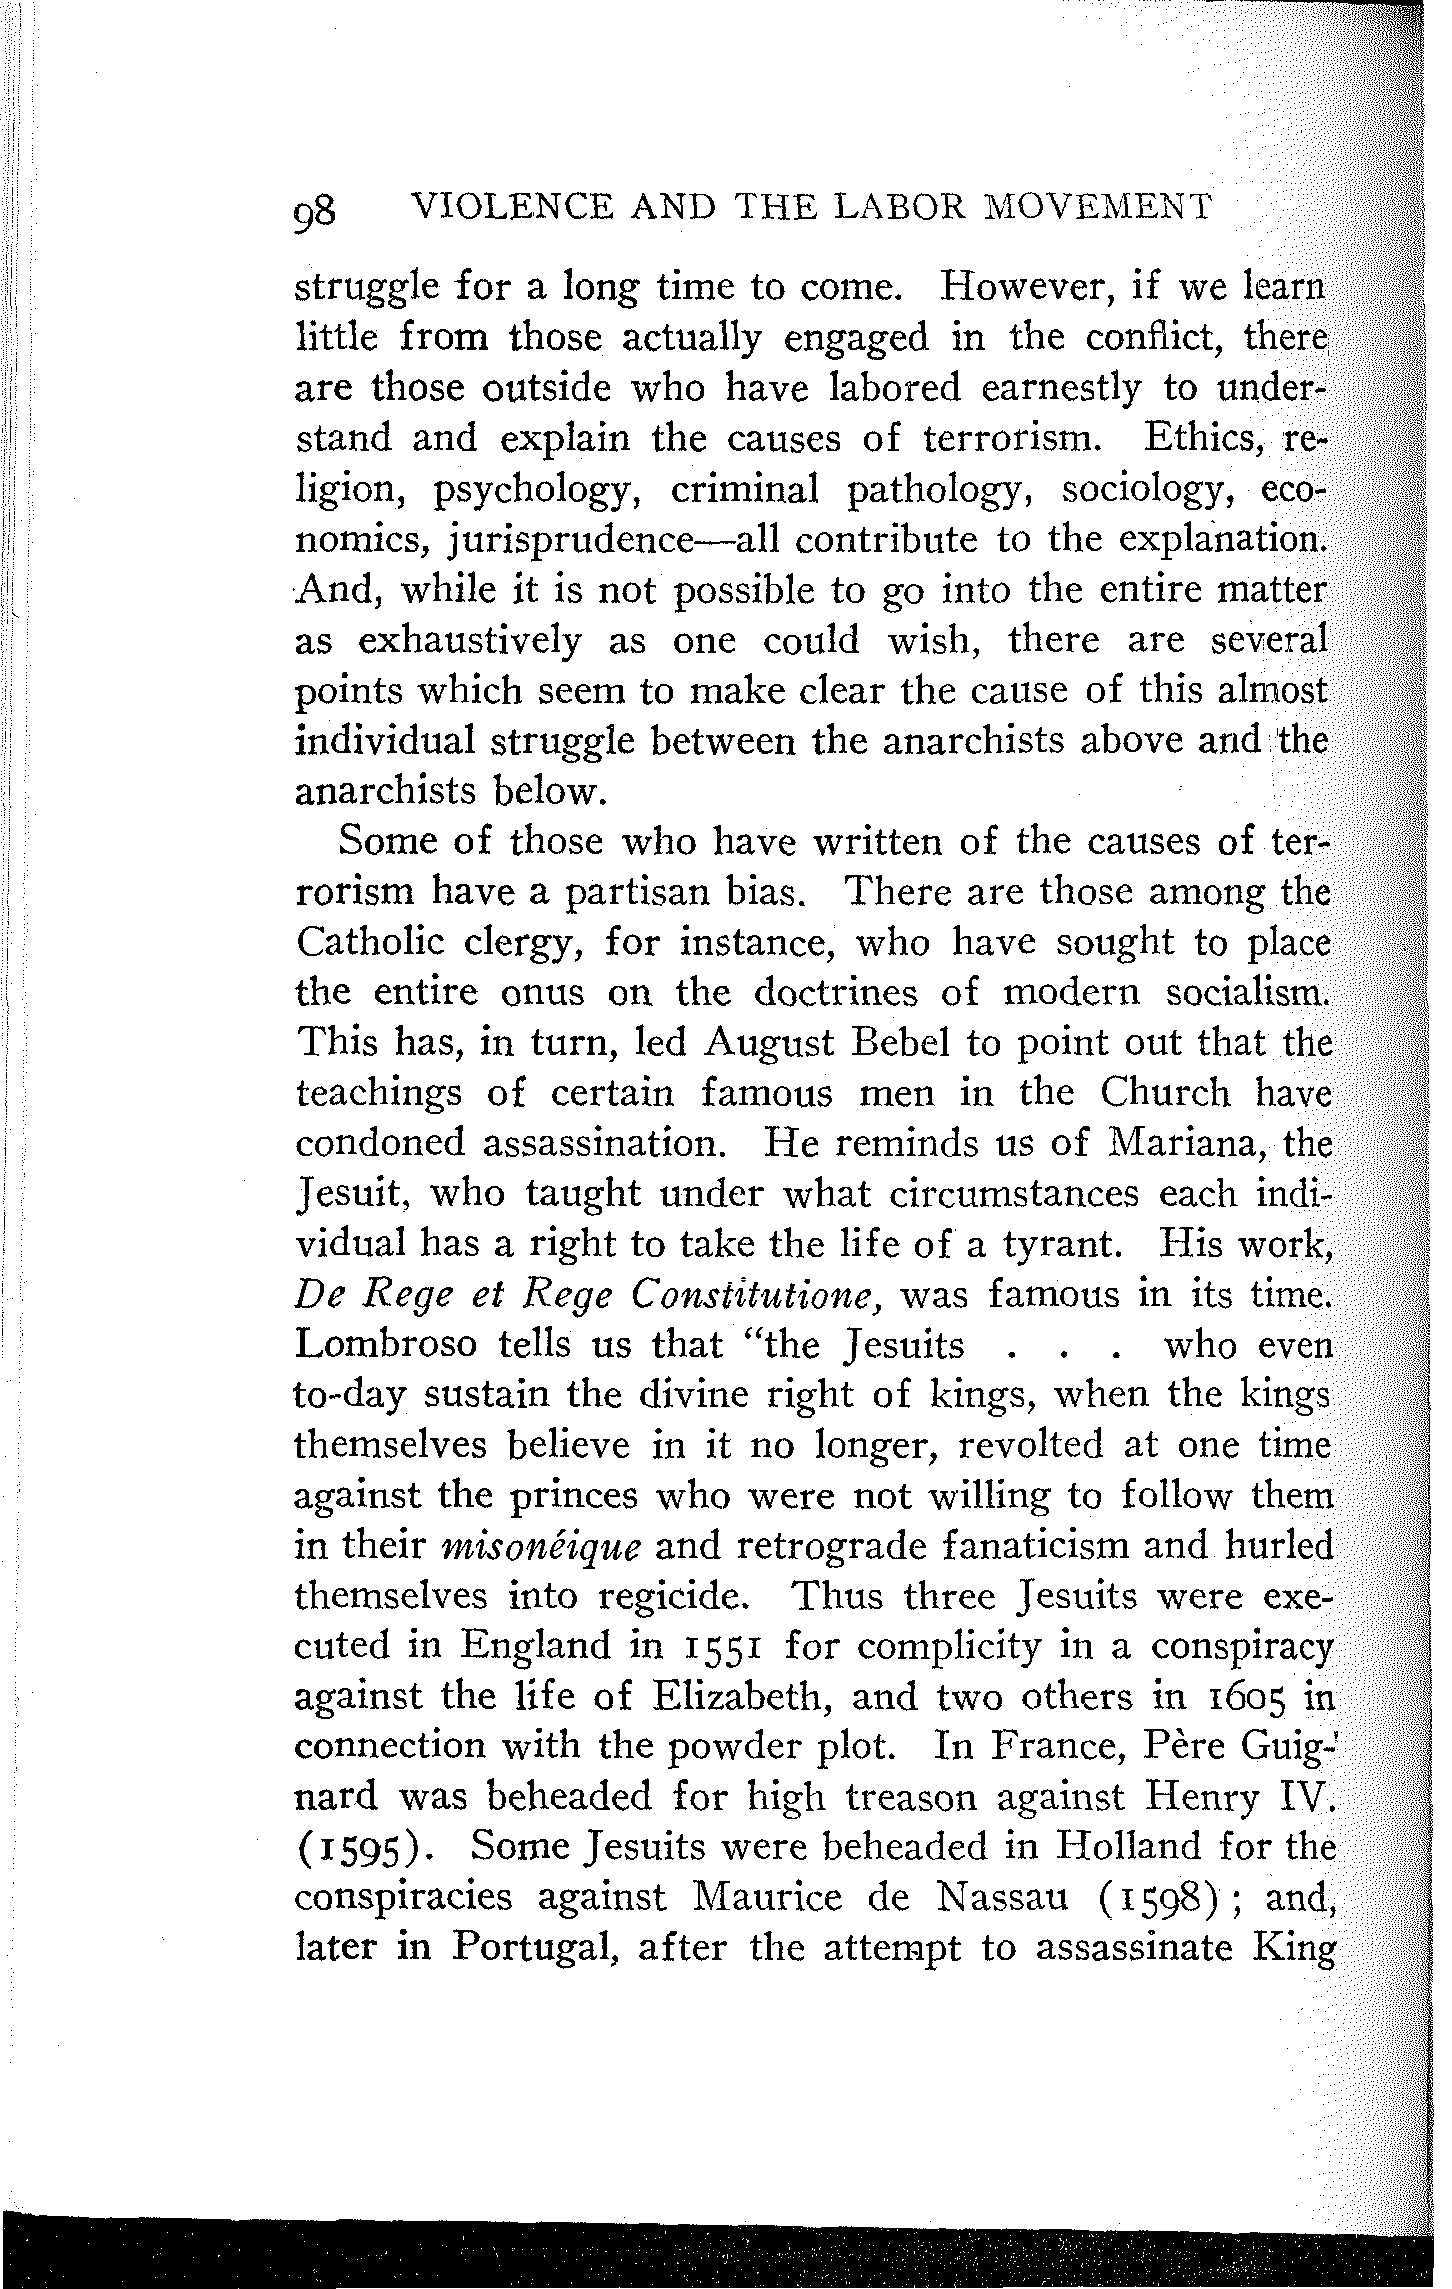 98 VIOLENCE AND THE LABOR MOVEMENT
struggle for a long time to come. However, if we learn
little from those actually engaged in the conflict, there
are those outside who have labored earnestly to under-
stand and explain the causes of terrorism. Ethics, re-
ligion, psychology, criminal pathology, sociology, eco-
nomics, jurisprudence—all contribute to the explanation.
And, while it is not possible to go into the entire matter
as exhaustively as one could wish, there are several
points which seem to make clear the cause of this almost
individual struggle between the anarchists above and the
anarchists below.
Some of those who have written of the causes of ter-
rorism have a partisan bias. There are those among the
Catholic clergy, for instance, who have sought to place
the entire onus on the doctrines of modern socialism.
This has, in turn, led August Bebel to point out that the
teachings of certain famous men in the Church have
condoned assassination. He reminds us of Mariana, the
Jesuit, who taught under what circumstances each indi-
vidual has a right to take the life of a tyrant. His work,
De Rege et Rege Constitutione, was famous in its time.
Lombroso tells us that "the Jesuits . . . who even
to-day sustain the divine right of kings, when the kings
themselves believe in it no longer, revolted at one time
against the princes who were not willing to follow them
in their misonéique and retrograde fanaticism and hurled
themselves into regicide. Thus three Jesuits were exe-
cuted in England in 1551 for complicity in a conspiracy
against the life of Elizabeth, and two others in 1605 in
connection with the powder plot. In France, Père Guig-
nard was beheaded for high treason against Henry IV.
(1595). Some Jesuits were beheaded in Holland for the
conspiracies against Maurice de Nassau (1598); and,
later in Portugal, after the attempt to assassinate King